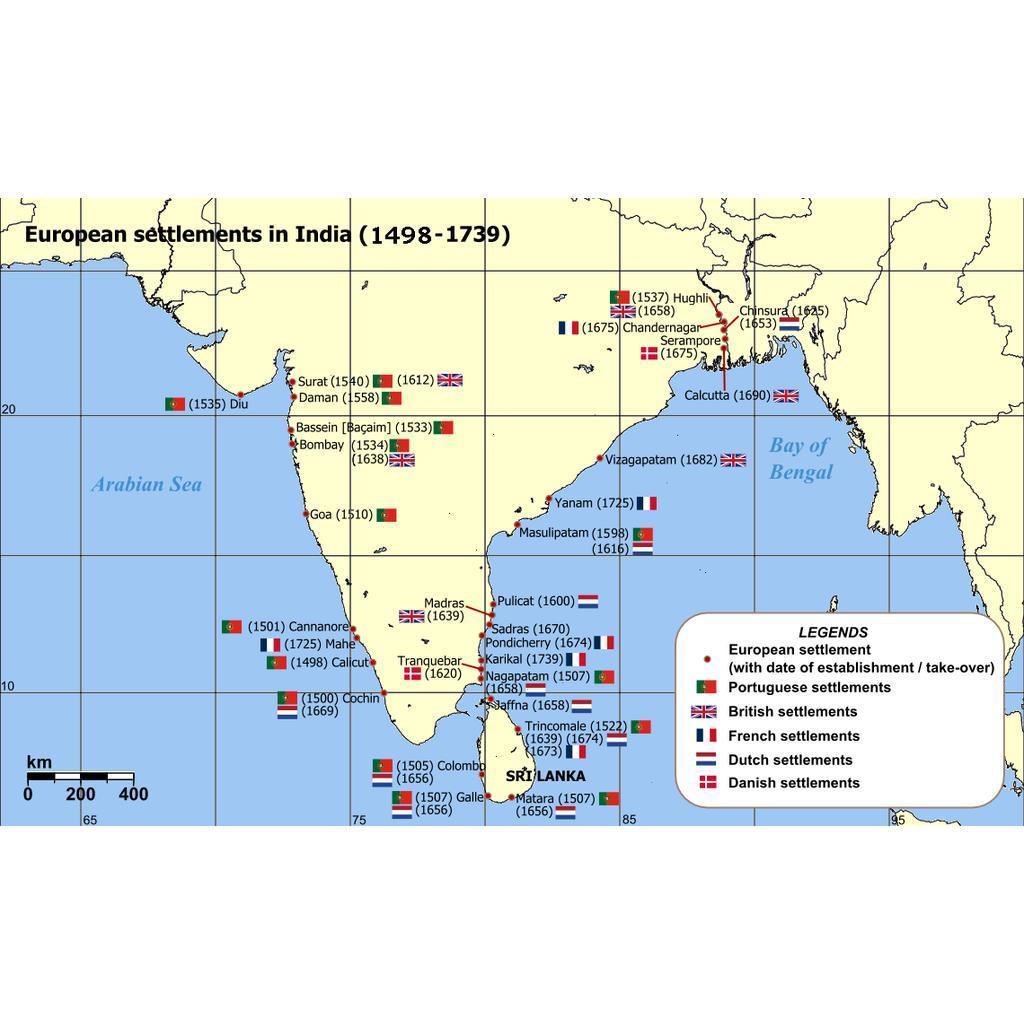 European settlements in India (1498-1739)
(1537) Hughli
(1658)
Chinsura (1625)
(1653)
(1675) Chandernagar
Serampore
(1675)
Calcutta (1690)
Surat (1540) (1612)
Daman (1558)
(1535) Diu
20
Bassein [Baçaim] (1533)
Bombay (1534)
(1638)
Bay of
Bengal
Vizagapatam (1682)
Arabian Sea
Yanam (1725)
Goa (1510)
Masulipatam (1598)
(1616)
Pulicat (1600)
Madras
(1639)
(1501) Cannanore
Sadras (1670)
(1725) Mahe
Pondicherry (1674)
(1498) Calicut
Karikal (1739)
Tranquebar
(1620)
Nagapatam (1507)
(1658)
10
(1500) Cochin
(1669)
Jaffna (1658)
Trincomale (1522)
(1639) (1674)
(1673)
(1505) Colombo
(1656)
SRI LANKA
(1507) Galle
(1656)
Matara (1507)
(1656)
LEGENDS
European settlement
(with date of establishment / take-over)
Portuguese settlements
British settlements
French settlements
Dutch settlements
Danish settlements
km
0 200 400
65 75 85 95